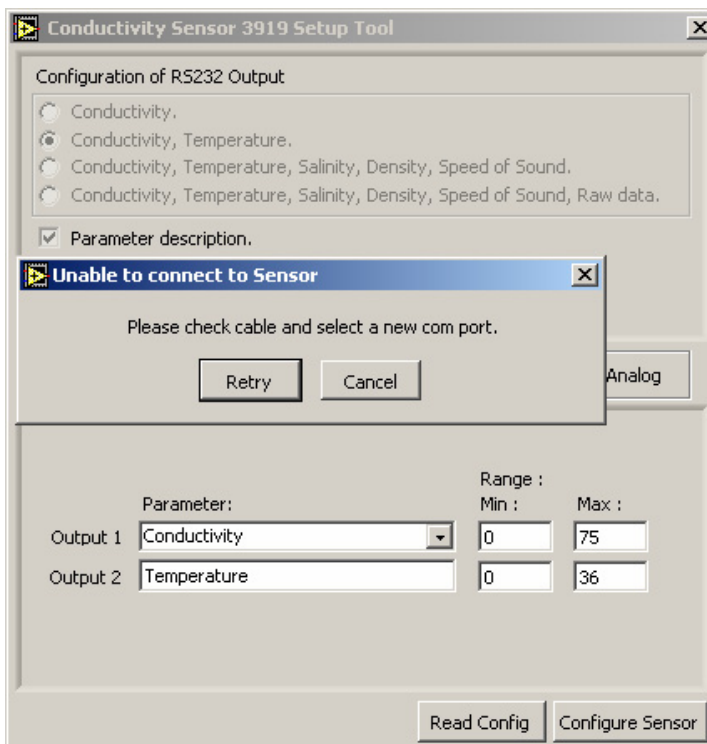 Conductivity Sensor 3919 Setup Tool
Configuration of RS232 Output
Conductivity.
Conductivity, Temperature.
Conductivity, Temperature, Salinity, Density, Speed of Sound.
Conductivity, Temperature, Salinity, Density, Speed of Sound, Raw data.
Parameter description.
Unable to connect to Sensor
Please check cable and select a new com port.
Retry Cancel
Analog
Range :
Parameter: Min : Max :
Output 1 Conductivity 0 75
Output 2 Temperature 0 36
Read Config Configure Sensor